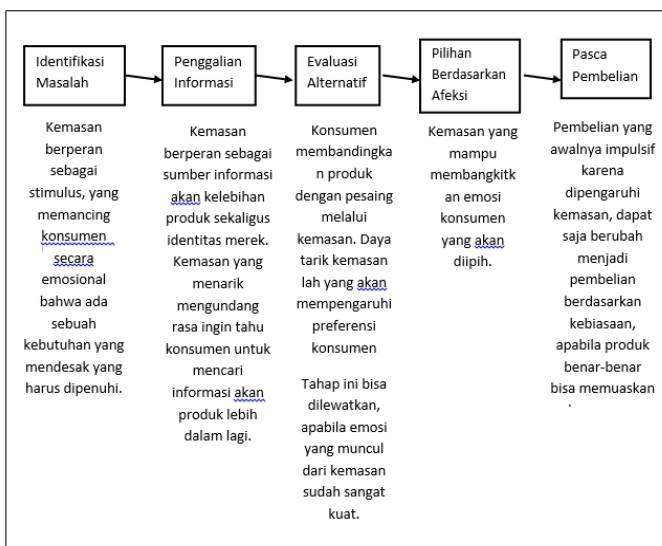 Identifikasi
Masalah
Penggalian
Informasi
Evaluasi
Alternatif
Pilihan
Berdasarkan
Afeksi
Pasca
Pembelian
Kemasan
berperan
sebagai
stimulus, yang
memancing
konsumen
secara
emosional
bahwa ada
sebuah
kebutuhan yang
mendesak yang
harus dipenuhi.
Kemasan
berperan sebagai
sumber informasi
akan kelebihan
produk sekaligus
identitas merek.
Kemasan yang
menarik
mengundang
rasa ingin tahu
konsumen untuk
mencari
informasi akan
produk lebih
dalam lagi.
Konsumen
membandingka
n produk
dengan pesaing
melalui
kemasan. Daya
tarik kemasan
lah yang akan
mempengaruhi
preferensi
konsumen
Tahap ini bisa
dilewatkan,
apabila emosi
yang muncul
dari kemasan
sudah sangat
kuat.
Kemasan yang
mampu
membangkitk
an emosi
konsumen
yang akan
diipih.
Pembelian yang
awalnya impulsif
karena
dipengaruhi
kemasan, dapat
saja berubah
menjadi
pembelian
berdasarkan
kebiasaan,
apabila produk
benar-benar
bisa memuaskan
.